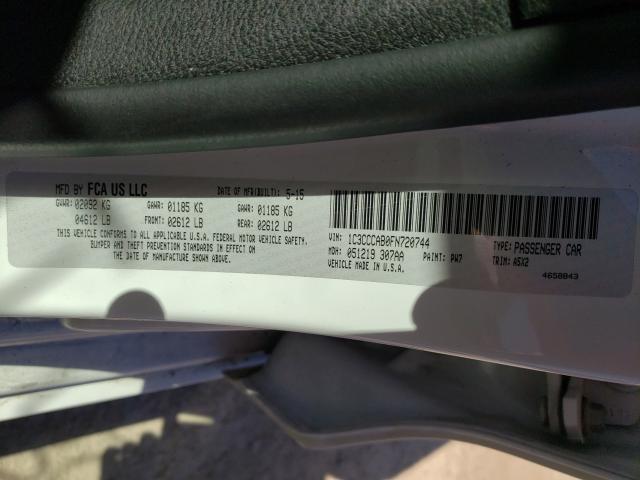 MFD BY FCA US LLC DATE OF MFR(BUILT): 5-15
GVWR: 02092 KG GAWR: 01185 KG GAWR: 01185 KG
04612 LB FRONT: 02612 LB REAR: 02612 LB
THIS VEHICLE CONFORMS TO ALL APPLICABLE U.S.A. FEDERAL MOTOR VEHICLE SAFETY,
BUMPER AND THEFT PREVENTION STANDARDS IN EFFECT ON
THE DATE OF MANUFACTURE SHOWN ABOVE.
VIN: 1C3CCCAB0FN720744 TYPE: PASSENGER CAR
MDH: 051219 307AA PAINT: PW7 TRIM: A5X2
VEHICLE MADE IN U.S.A. 4658843